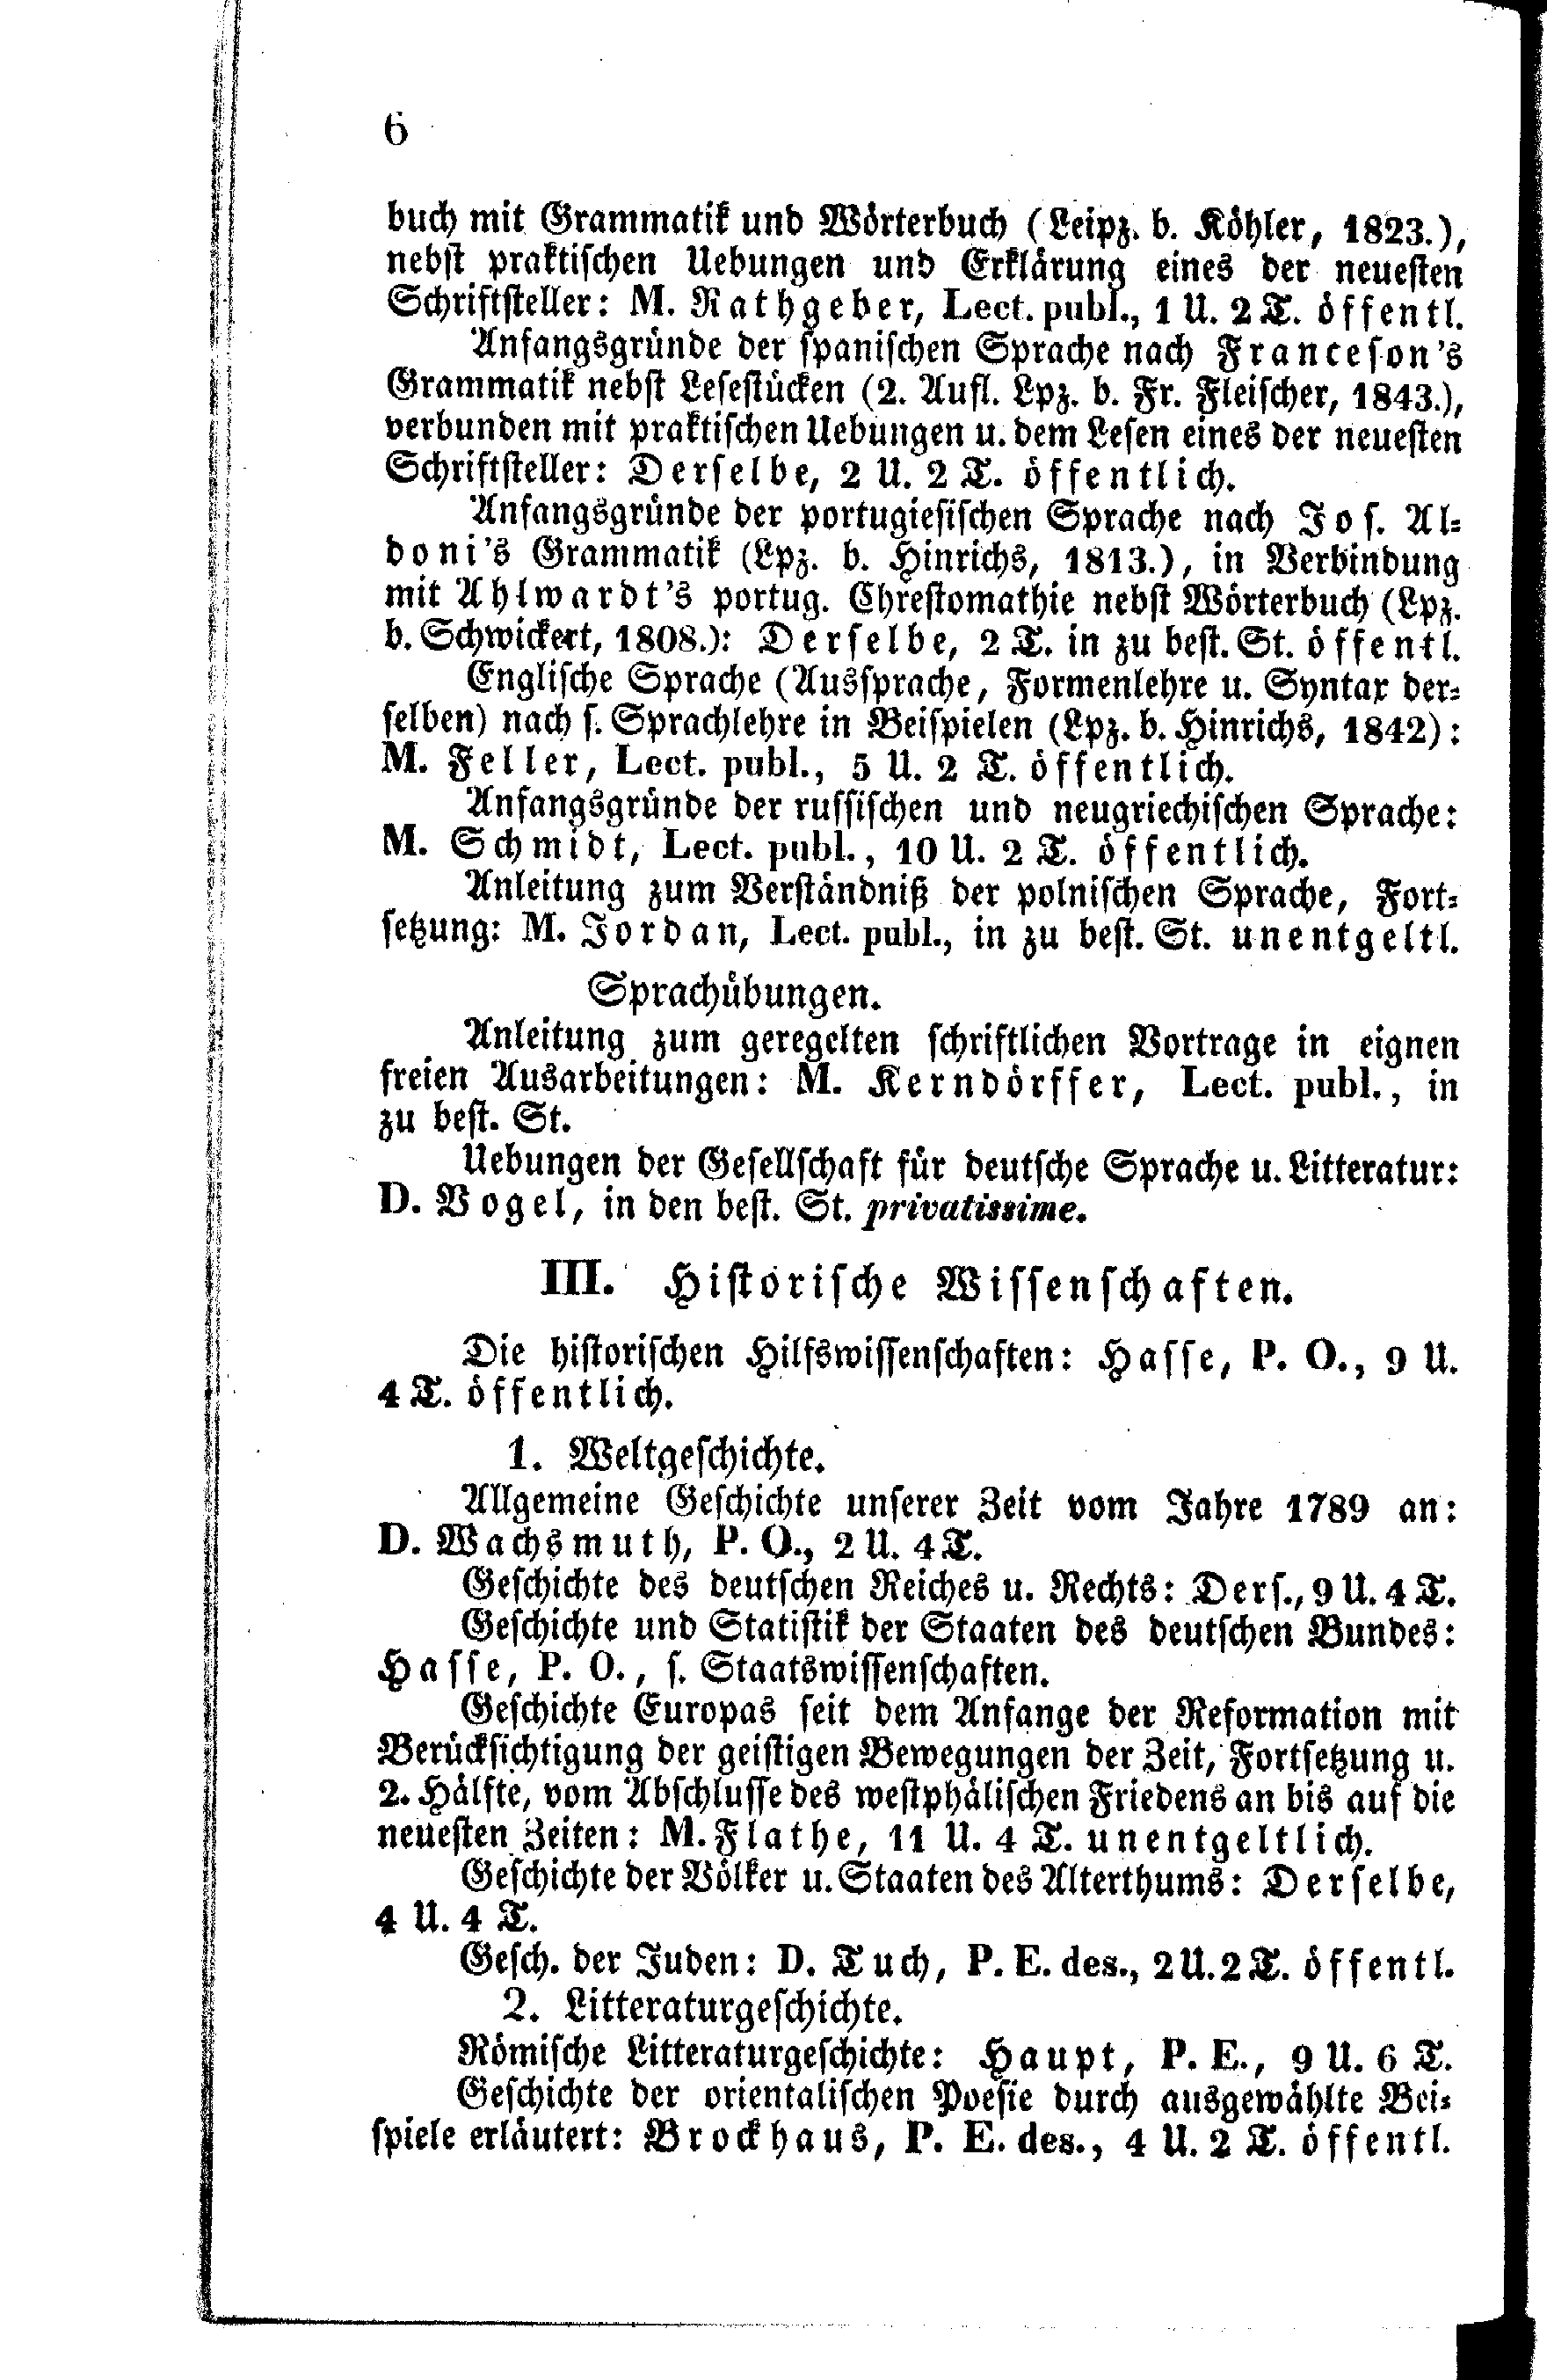 6
buch mit Grammatik und Wörterbuch (Leipz. b. Köhler, 1823.),
nebst praktischen Uebungen und Erklärung eines der neuesten
Schriftsteller: M. Rathgeber, Lect. publ., 1 U. 2 T. öffentl.
Anfangsgründe der spanischen Sprache nach Franceson's
Grammatik nebst Lesestücken (2. Aufl. Lpz. b. Fr. Fleischer, 1843.),
verbunden mit praktischen Uebungen u. dem Lesen eines der neuesten
Schriftsteller: Derselbe, 2 U. 2 T. öffentlich.
Anfangsgründe der portugiesischen Sprache nach Jos. Al-
doni's Grammatik (Lpz. b. Hinrichs, 1813.), in Verbindung
mit Ahlwardt's portug. Chrestomathie nebst Wörterbuch (Lpz.
b. Schwickert, 1808.): Derselbe, 2 T. in zu best. St. öffentl.
Englische Sprache (Aussprache, Formenlehre u. Syntax der-
selben) nach s. Sprachlehre in Beispielen (Lpz. b. Hinrichs, 1842):
M. Feller, Lect. publ., 5 U. 2 T. öffentlich.
Anfangsgründe der russischen und neugriechischen Sprache:
M. Schmidt, Lect. publ., 10 U. 2 T. öffentlich.
Anleitung zum Verständniß der polnischen Sprache, Fort-
setzung: M. Jordan, Lect. publ., in zu best. St. unentgeltl.
Sprachübungen.
Anleitung zum geregelten schriftlichen Vortrage in eignen
freien Ausarbeitungen: M. Kerndörffer, Lect. publ., in
zu best. St.
Uebungen der Gesellschaft für deutsche Sprache u. Litteratur:
D. Vogel, in den best. St. privatissime.
III. Historische Wissenschaften.
Die historischen Hilfswissenschaften: Hasse, P. O., 9 U.
4 T. öffentlich.
1. Weltgeschichte.
Allgemeine Geschichte unserer Zeit vom Jahre 1789 an:
D. Wachsmuth, P. O., 2 U. 4 T.
Geschichte des deutschen Reiches u. Rechts: Ders., 9 U. 4 T.
Geschichte und Statistik der Staaten des deutschen Bundes:
Hasse, P. O., s. Staatswissenschaften.
Geschichte Europas seit dem Anfange der Reformation mit
Berücksichtigung der geistigen Bewegungen der Zeit, Fortsetzung u.
2. Hälfte, vom Abschlusse des westphälischen Friedens an bis auf die
neuesten Zeiten: M. Flathe, 11 U. 4 T. unentgeltlich.
Geschichte der Völker u. Staaten des Alterthums: Derselbe,
4 U. 4 T.
Gesch. der Juden: D. Tuch, P. E. des., 2 U. 2 T. öffentl.
2. Litteraturgeschichte.
Römische Litteraturgeschichte: Haupt, P. E., 9 U. 6 T.
Geschichte der orientalischen Poesie durch ausgewählte Bei-
spiele erläutert: Brockhaus, P. E. des., 4 U. 2 T. öffentl.